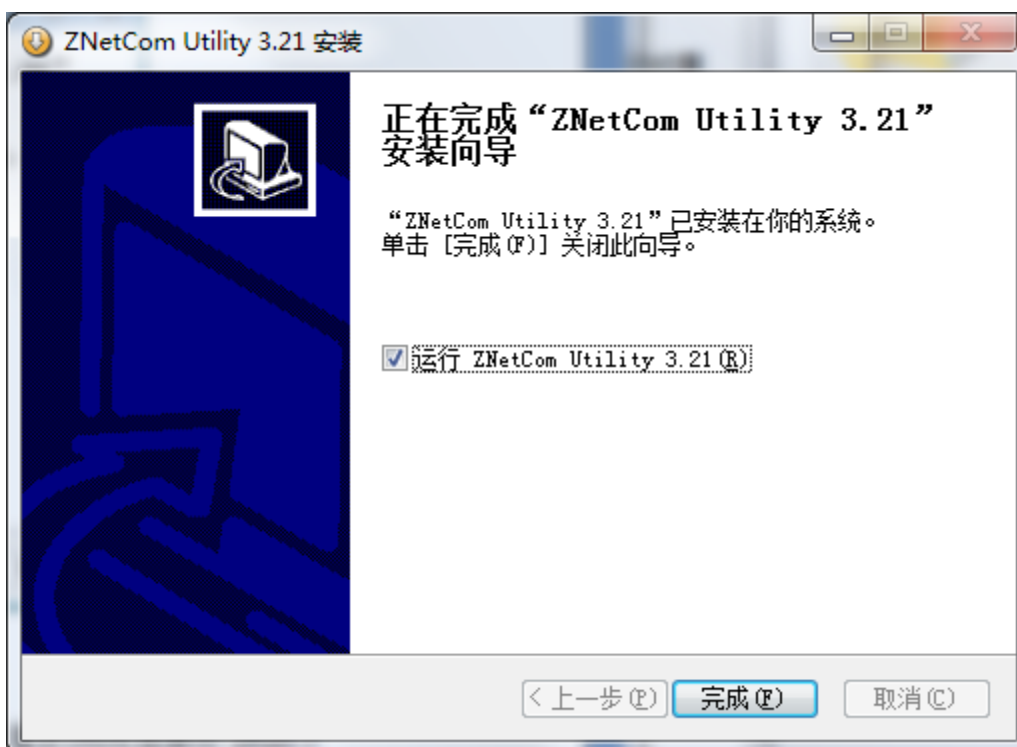 ZNetCom Utility 3.21 安装
正在完成“ZNetCom Utility 3.21”
安装向导
“ZNetCom Utility 3.21”已安装在你的系统。
单击 [完成(F)] 关闭此向导。
运行 ZNetCom Utility 3.21(R)
< 上一步(P)
完成(F)
取消(C)